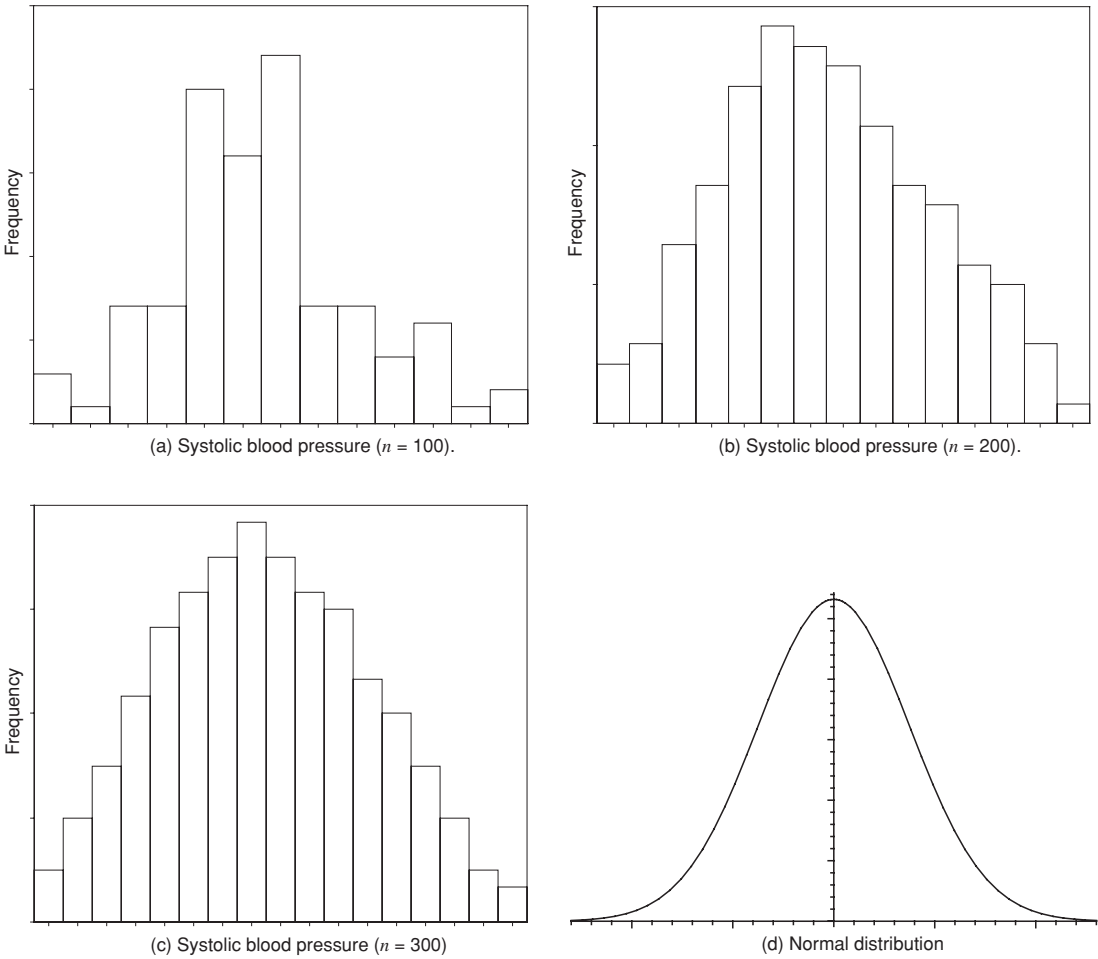 Frequency
(a) Systolic blood pressure (n = 100).
Frequency
(b) Systolic blood pressure (n = 200).
Frequency
(c) Systolic blood pressure (n = 300)
(d) Normal distribution